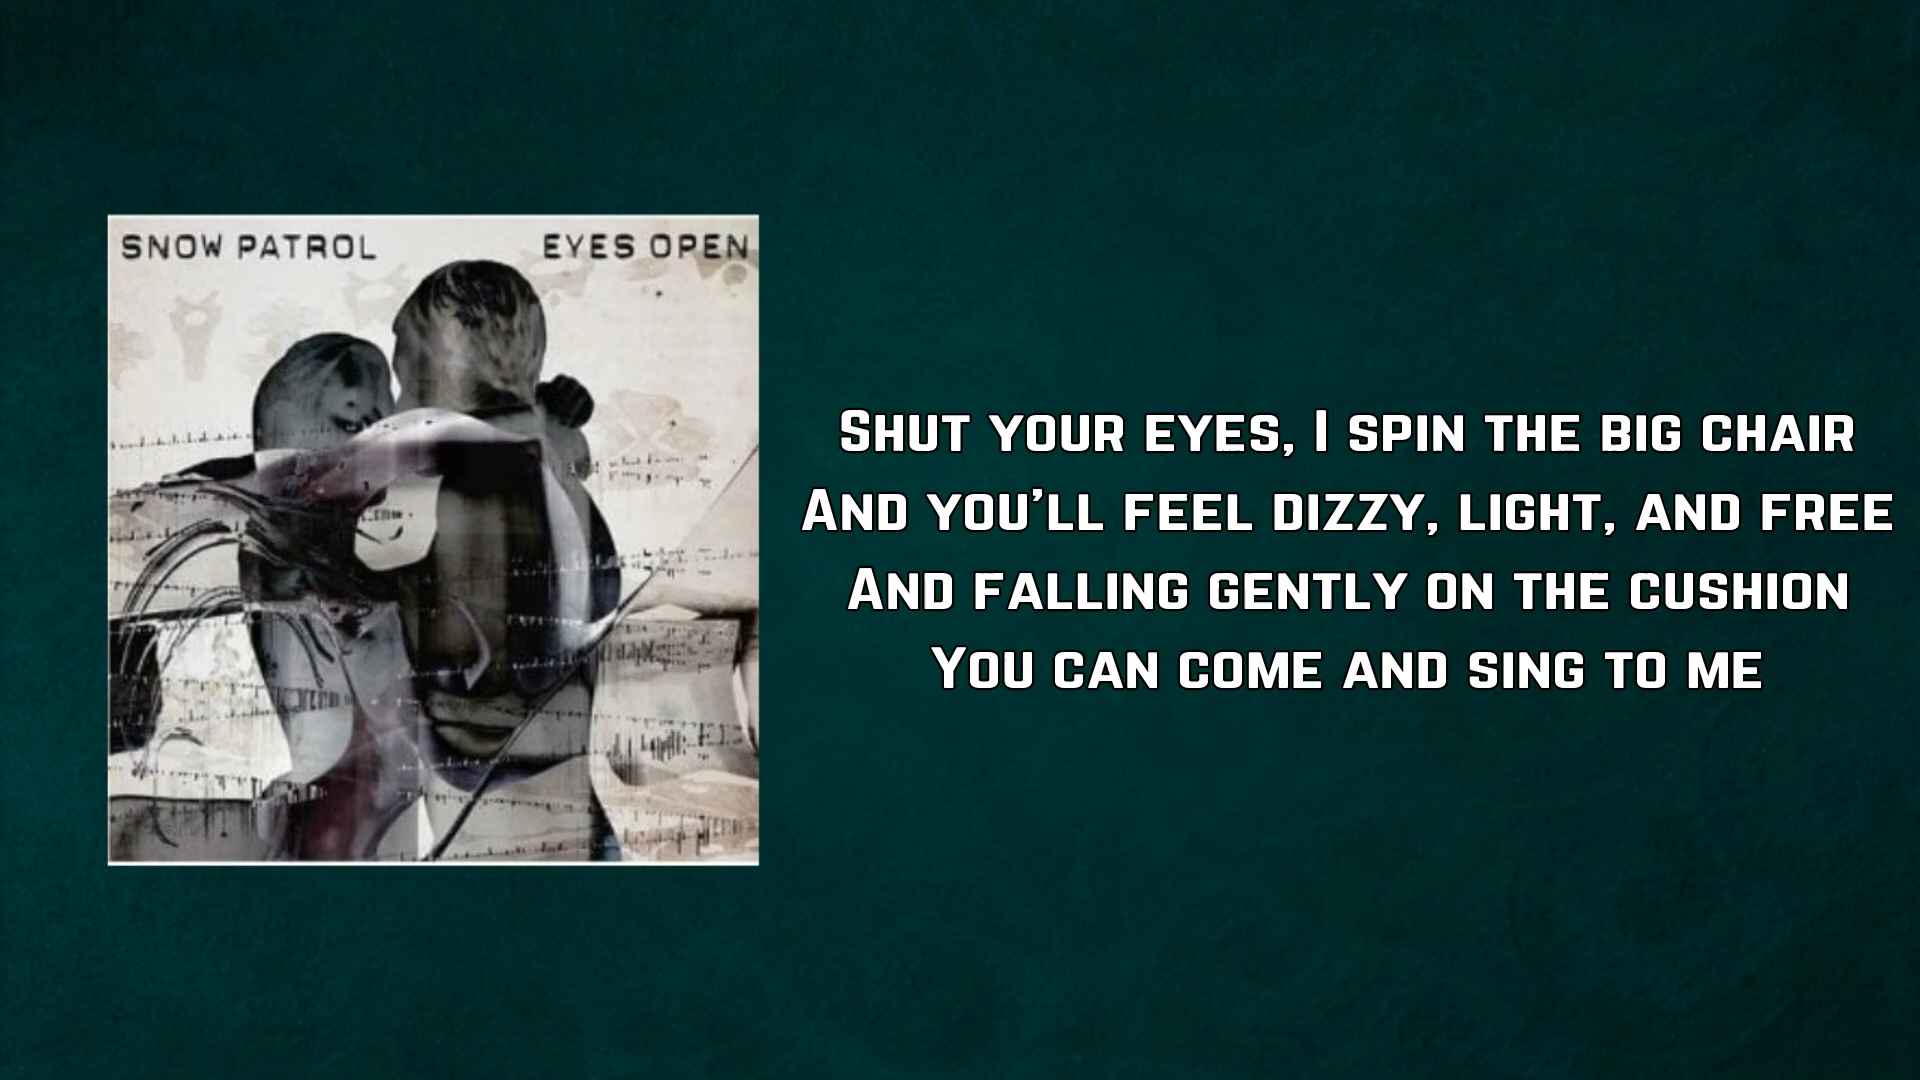 SNOW PATROL EYES OPEN
Shut your eyes, I spin the big chair
And you'll feel dizzy, light, and free
And falling gently on the cushion
You can come and sing to me